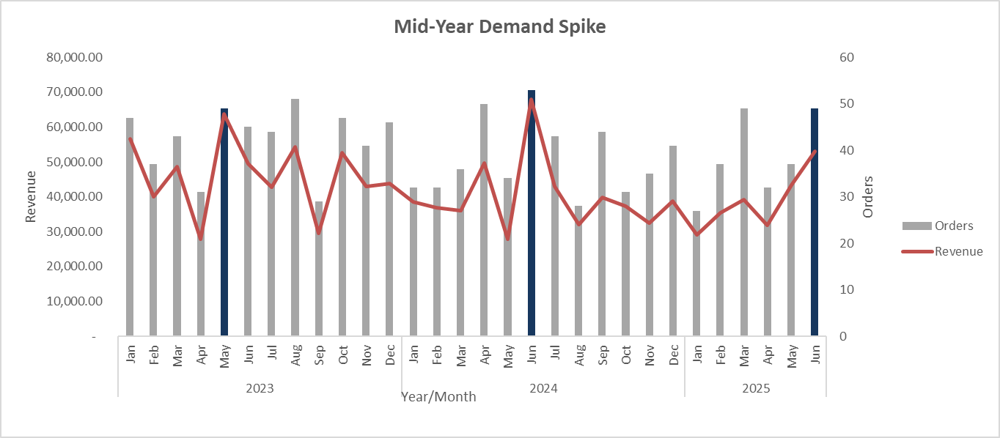 Mid-Year Demand Spike
80,000.00
70,000.00
60,000.00
50,000.00
40,000.00
30,000.00
20,000.00
10,000.00
-
Revenue
60
50
40
30
20
10
0
Orders
Orders
Revenue
Jan Feb Mar Apr May Jun Jul Aug Sep Oct Nov Dec Jan Feb Mar Apr May Jun Jul Aug Sep Oct Nov Dec Jan Feb Mar Apr May Jun
2023 2024 2025
Year/Month